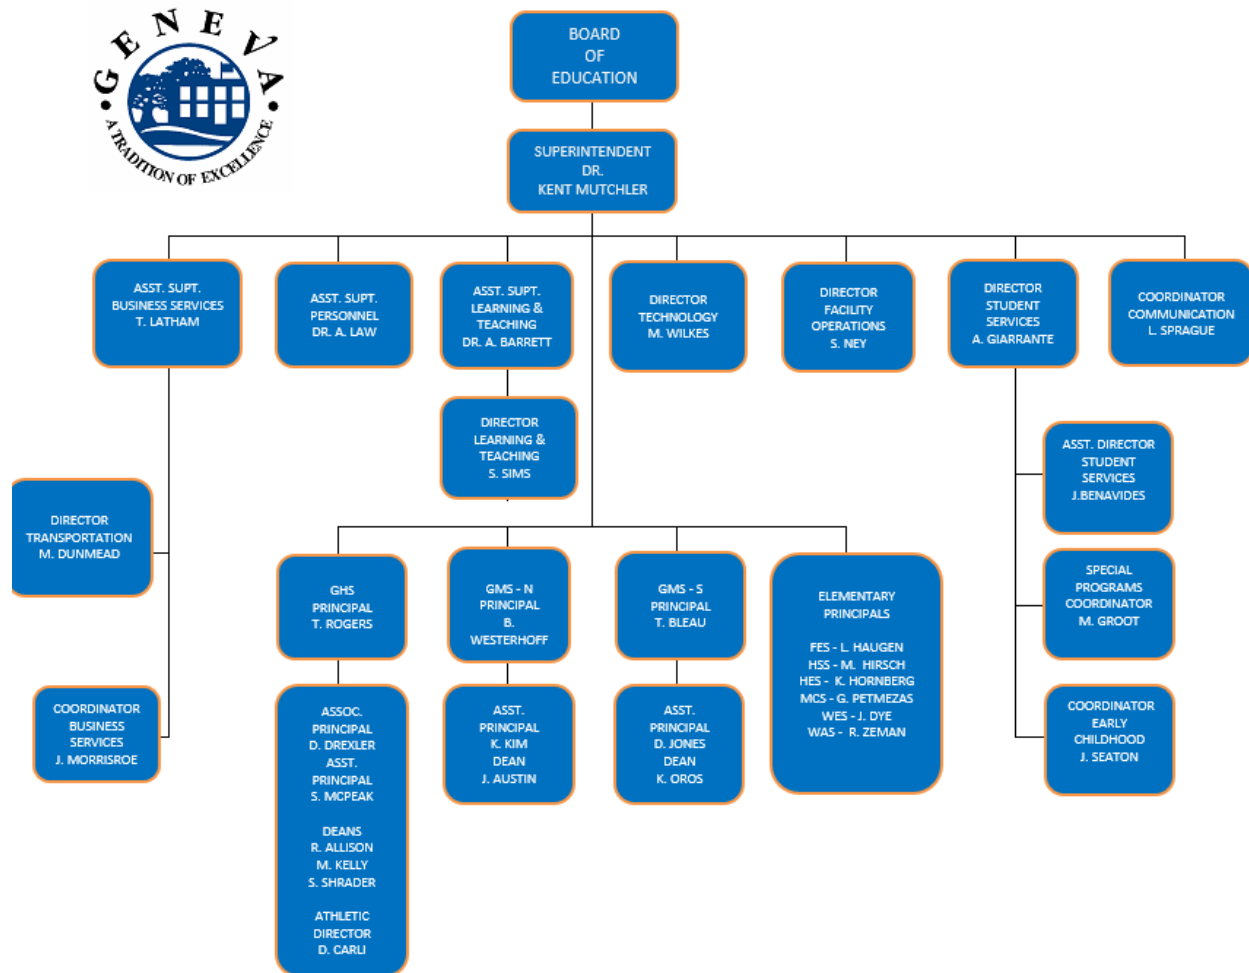 GENEVA
A TRADITION OF EXCELLENCE
BOARD
OF
EDUCATION
SUPERINTENDENT
DR.
KENT MUTCHLER
ASST. SUPT.
BUSINESS SERVICES
T. LATHAM
ASST. SUPT.
PERSONNEL
DR. A. LAW
ASST. SUPT.
LEARNING &
TEACHING
DR. A. BARRETT
DIRECTOR
TECHNOLOGY
M. WILKES
DIRECTOR
FACILITY
OPERATIONS
S. NEY
DIRECTOR
STUDENT
SERVICES
A. GIARRANTE
COORDINATOR
COMMUNICATION
L. SPRAGUE
DIRECTOR
LEARNING &
TEACHING
S. SIMS
ASST. DIRECTOR
STUDENT
SERVICES
J.BENAVIDES
DIRECTOR
TRANSPORTATION
M. DUNMEAD
GHS
PRINCIPAL
T. ROGERS
GMS - N
PRINCIPAL
B.
WESTERHOFF
GMS - S
PRINCIPAL
T. BLEAU
ELEMENTARY
PRINCIPALS
FES - L. HAUGEN
HSS - M. HIRSCH
HES - K. HORNBERG
MCS - G. PETMEZAS
WES - J. DYE
WAS - R. ZEMAN
SPECIAL
PROGRAMS
COORDINATOR
M. GROOT
COORDINATOR
BUSINESS
SERVICES
J. MORRISROE
ASSOC.
PRINCIPAL
D. DREXLER
ASST.
PRINCIPAL
S. MCPEAK
DEANS
R. ALLISON
M. KELLY
S. SHRADER
ATHLETIC
DIRECTOR
D. CARLI
ASST.
PRINCIPAL
K. KIM
DEAN
J. AUSTIN
ASST.
PRINCIPAL
D. JONES
DEAN
K. OROS
COORDINATOR
EARLY
CHILDHOOD
J. SEATON